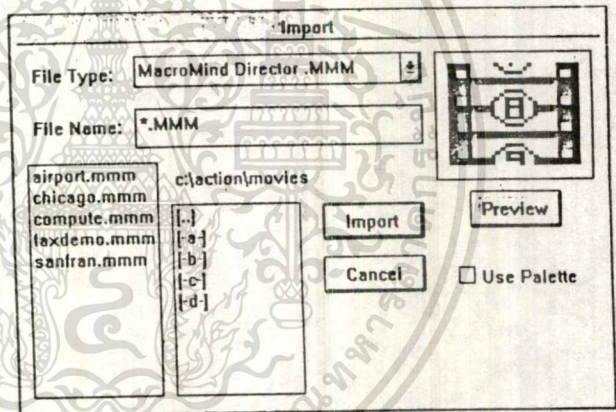 Import
File Type: MacroMind Director .MMM
File Name: *.MMM
airport.mmm
chicago.mmm
compute.mmm
faxdemo.mmm
sanfran.mmm
c:\action\movies
[..]
[-a-]
[-b-]
[-c-]
[-d-]
Import
Cancel
Preview
Use Palette